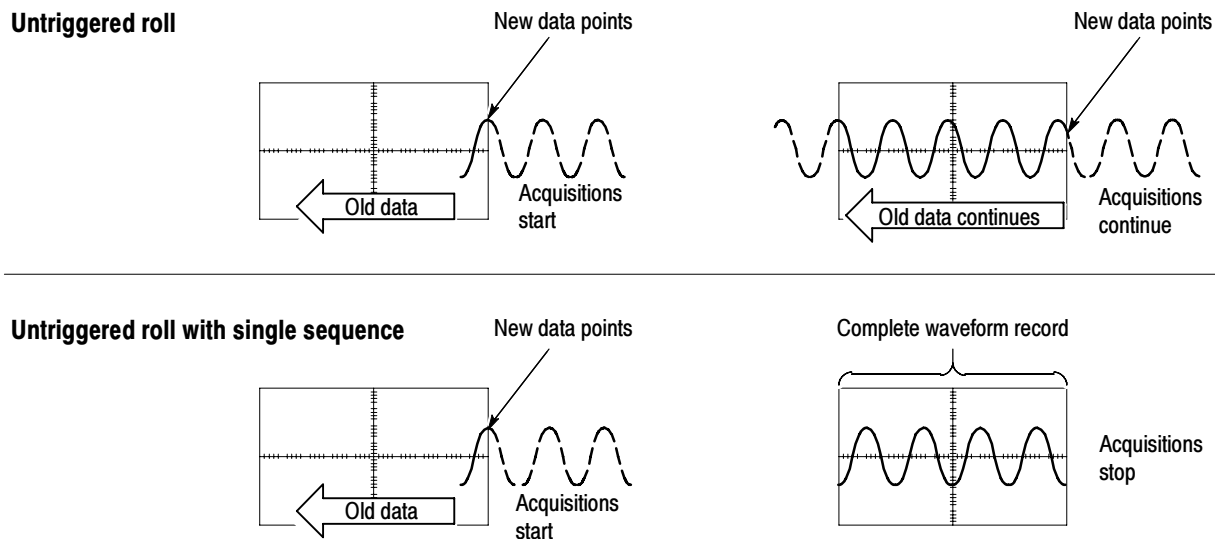 Untriggered roll
New data points
Old data
Acquisitions
start
New data points
Old data continues
Acquisitions
continue
Untriggered roll with single sequence
New data points
Old data
Acquisitions
start
Complete waveform record
Acquisitions
stop